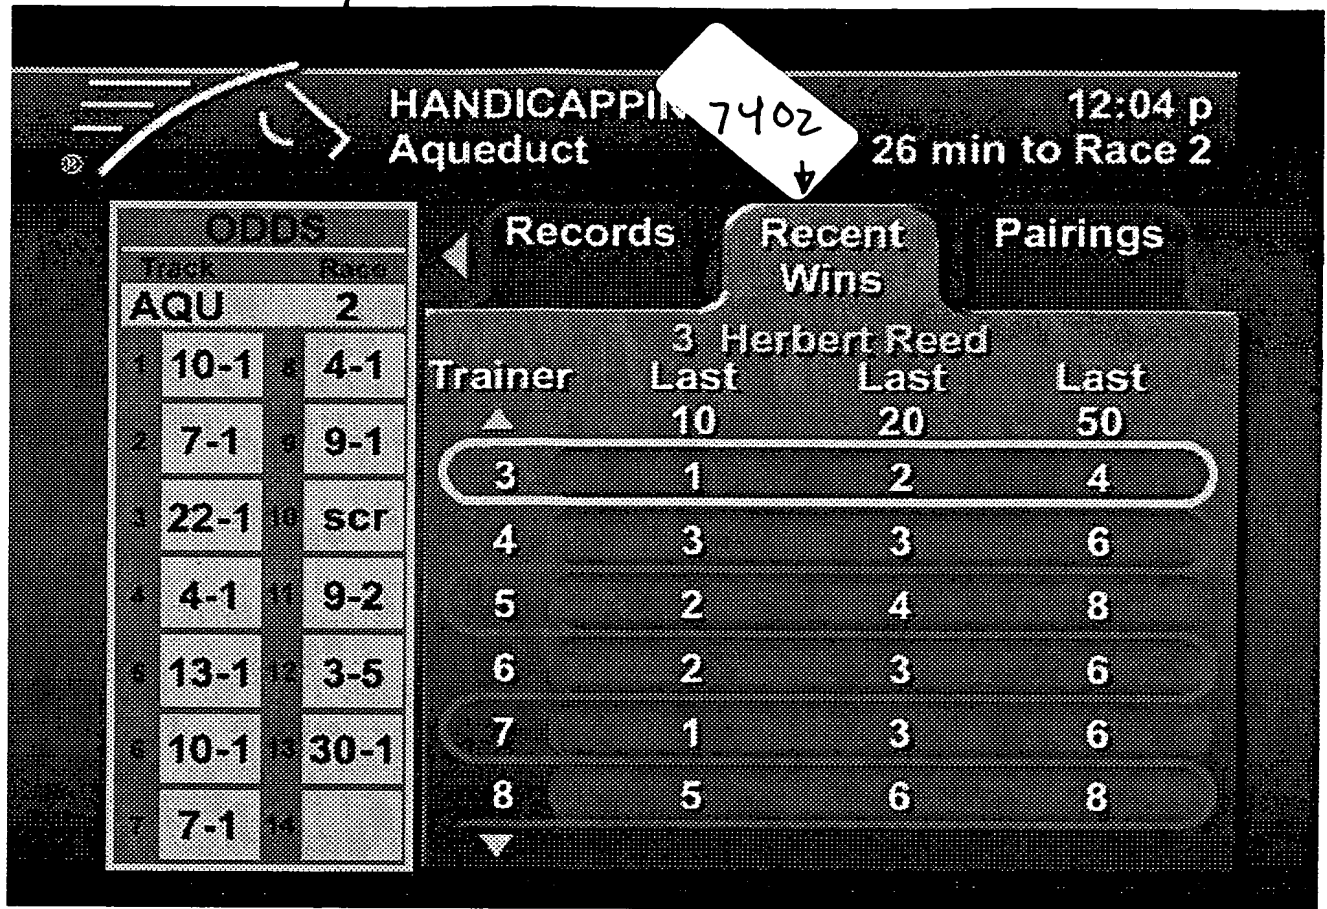 HANDICAPPIN
Aqueduct
7402
12:04 p
26 min to Race 2
®
ODDS
Track Race
AQU 2
1 10-1 8 4-1
2 7-1 9 9-1
3 22-1 10 scr
4 4-1 11 9-2
5 13-1 12 3-5
6 10-1 13 30-1
7 7-1 14
Records
Recent
Wins
Pairings
3 Herbert Reed
Trainer Last Last Last
10 20 50
3 1 2 4
4 3 3 6
5 2 4 8
6 2 3 6
7 1 3 6
8 5 6 8